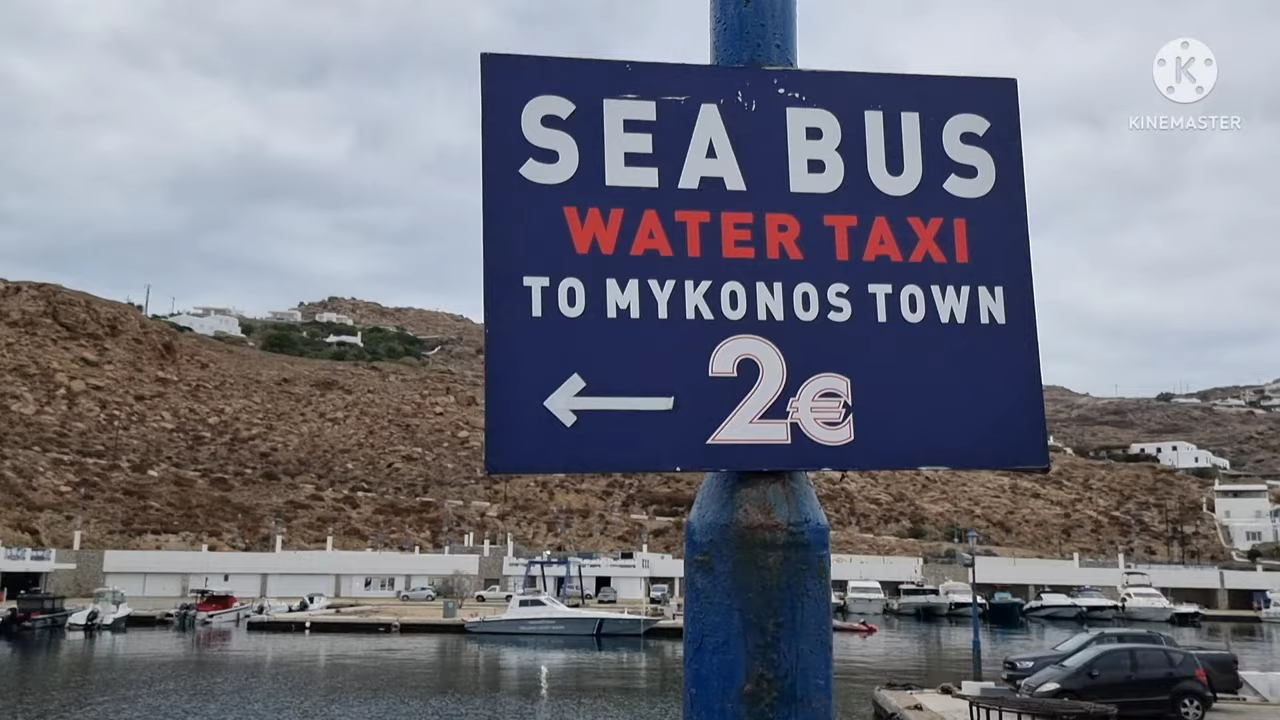 SEA BUS
WATER TAXI
TO MYKONOS TOWN
← 2€
K
KINEMASTER